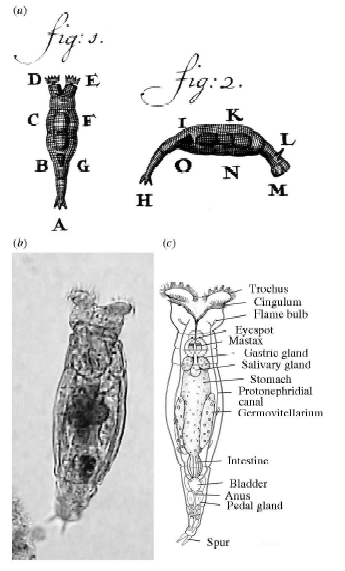 (a)
fig: 1.
D E
C F
B G
A
fig: 2.
I K
L
O N
H M
(b)
(c)
Trochus
Cingulum
Flame bulb
Eyespot
Mastax
Gastric gland
Salivary gland
Stomach
Protonephridial
canal
Germovitellarium
Intestine
Bladder
Anus
Pedal gland
Spur